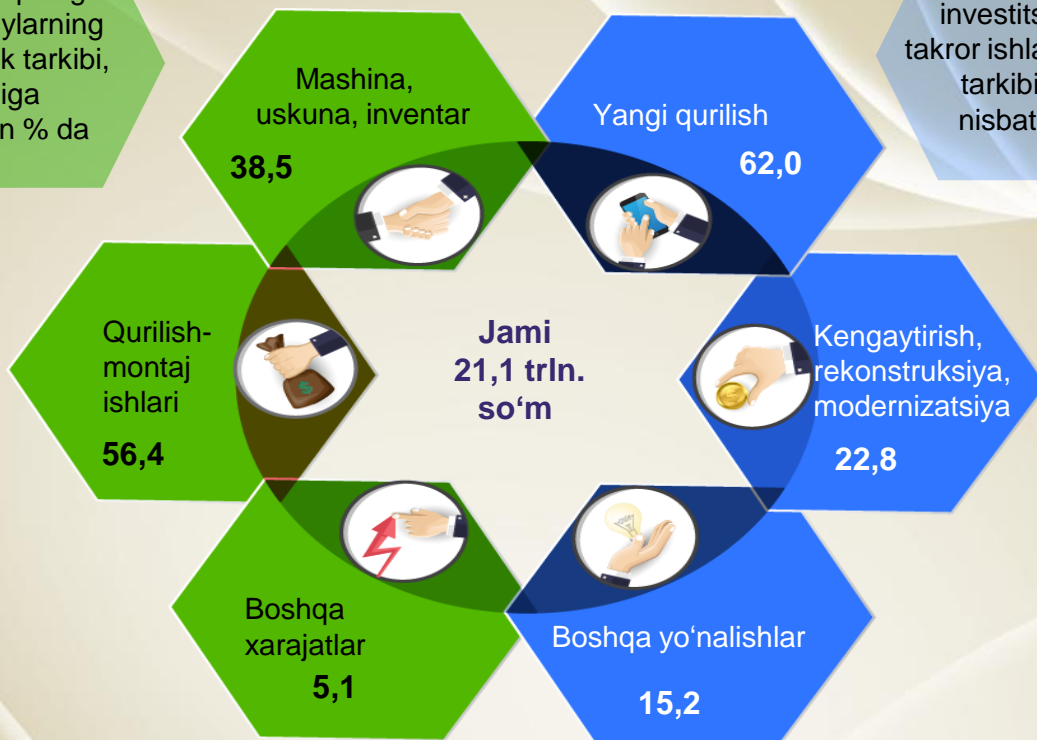 ylarning
k tarkibi,
iga
n % da
investits
takror ishla
tarkibi
nisbat
Mashina,
uskuna, inventar
38,5
Yangi qurilish
62,0
Qurilish-
montaj
ishlari
56,4
Jami
21,1 trln.
so‘m
Kengaytirish,
rekonstruksiya,
modernizatsiya
22,8
Boshqa
xarajatlar
5,1
Boshqa yo‘nalishlar
15,2